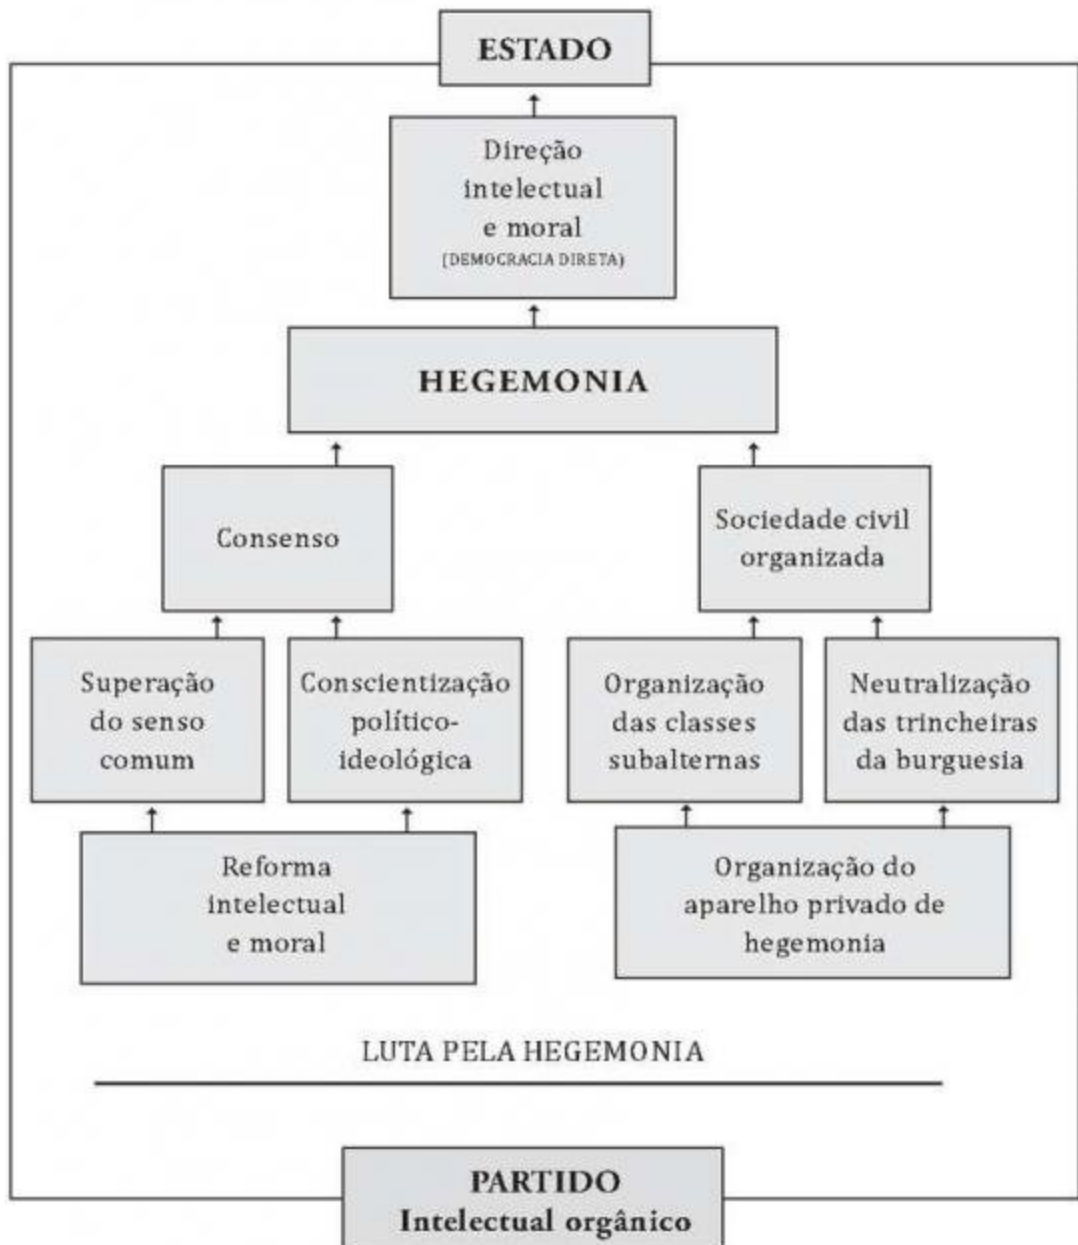 ESTADO
Direção
intelectual
e moral
(DEMOCRACIA DIRETA)
HEGEMONIA
Consenso
Sociedade civil
organizada
Superação
do senso
comum
Conscientização
político-
ideológica
Organização
das classes
subalternas
Neutralização
das trincheiras
da burguesia
Reforma
intelectual
e moral
Organização do
aparelho privado de
hegemonia
LUTA PELA HEGEMONIA
PARTIDO
Intelectual orgânico